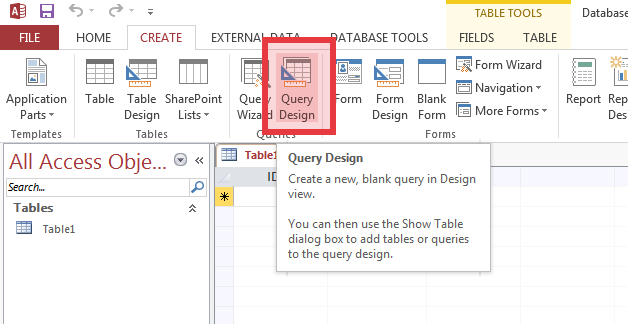 TABLE TOOLS
Database
FILE
HOME
CREATE
EXTERNAL DATA
DATABASE TOOLS
FIELDS
TABLE
Application
Parts
Table
Table
Design
SharePoint
Lists
Query
Wizard
Query
Design
Form
Form
Design
Blank
Form
Form Wizard
Navigation
More Forms
Report
Rep
Desi
Templates
Tables
Queries
Forms
All Access Obje...
Search...
Tables
Table1
Table1
ID
Query Design
Create a new, blank query in Design
view.
You can then use the Show Table
dialog box to add tables or queries
to the query design.